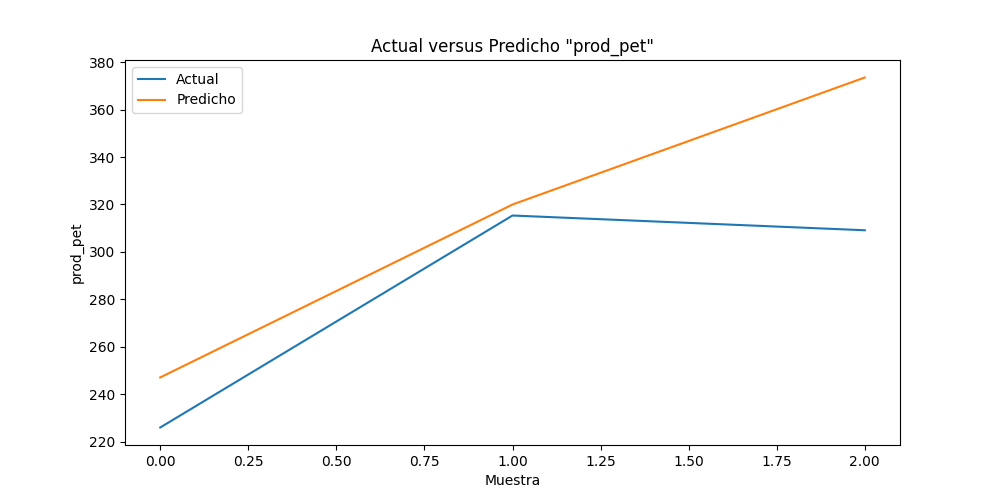 Actual versus Predicho "prod_pet"
Actual
Predicho
prod_pet
380
360
340
320
300
280
260
240
220
0.00 0.25 0.50 0.75 1.00 1.25 1.50 1.75 2.00
Muestra